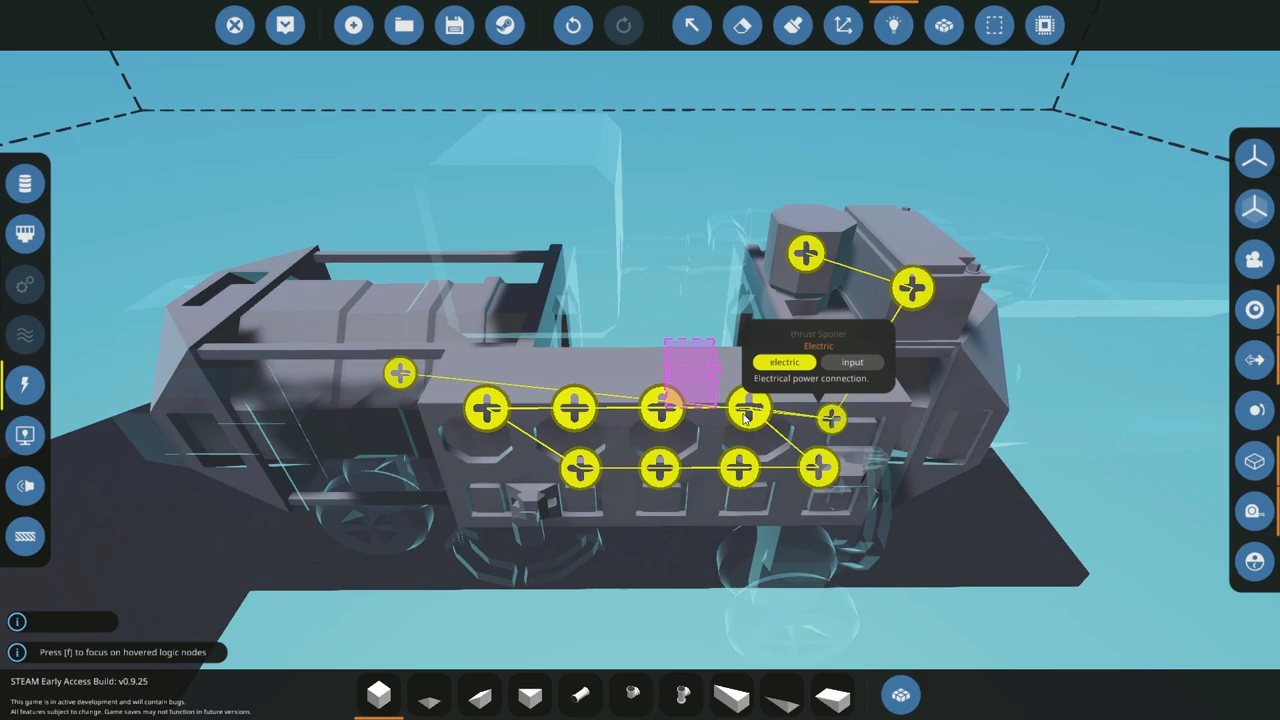 thrust Spoiler
Electric
electric
input
Electrical power connection.
Press [f] to focus on hovered logic nodes
STEAM Early Access Build: v0.9.25
This game is in active development and will contain bugs.
All features subject to change. Game saves may not function in future versions.